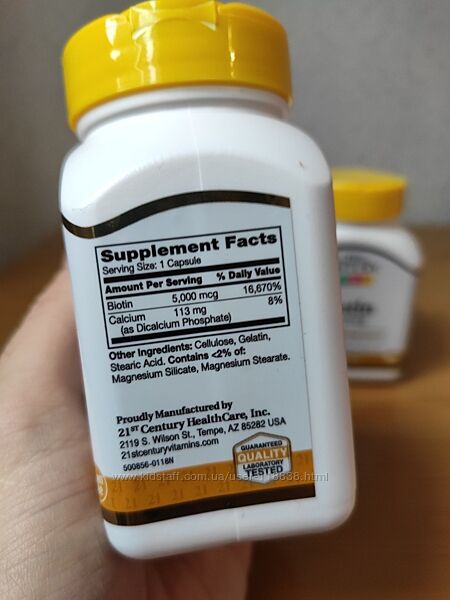 Supplement Facts
Serving Size: 1 Capsule
Amount Per Serving % Daily Value
Biotin 5,000 mcg 16,670%
Calcium 113 mg 8%
(as Dicalcium Phosphate)
Other Ingredients: Cellulose, Gelatin,
Stearic Acid. Contains <2% of:
Magnesium Silicate, Magnesium Stearate.
Proudly Manufactured by
21ST Century HealthCare, Inc.
2119 S. Wilson St., Tempe, AZ 85282 USA
21stcenturyvitamins.com
500856-0116N
GUARANTEED
QUALITY
LABORATORY
TESTED